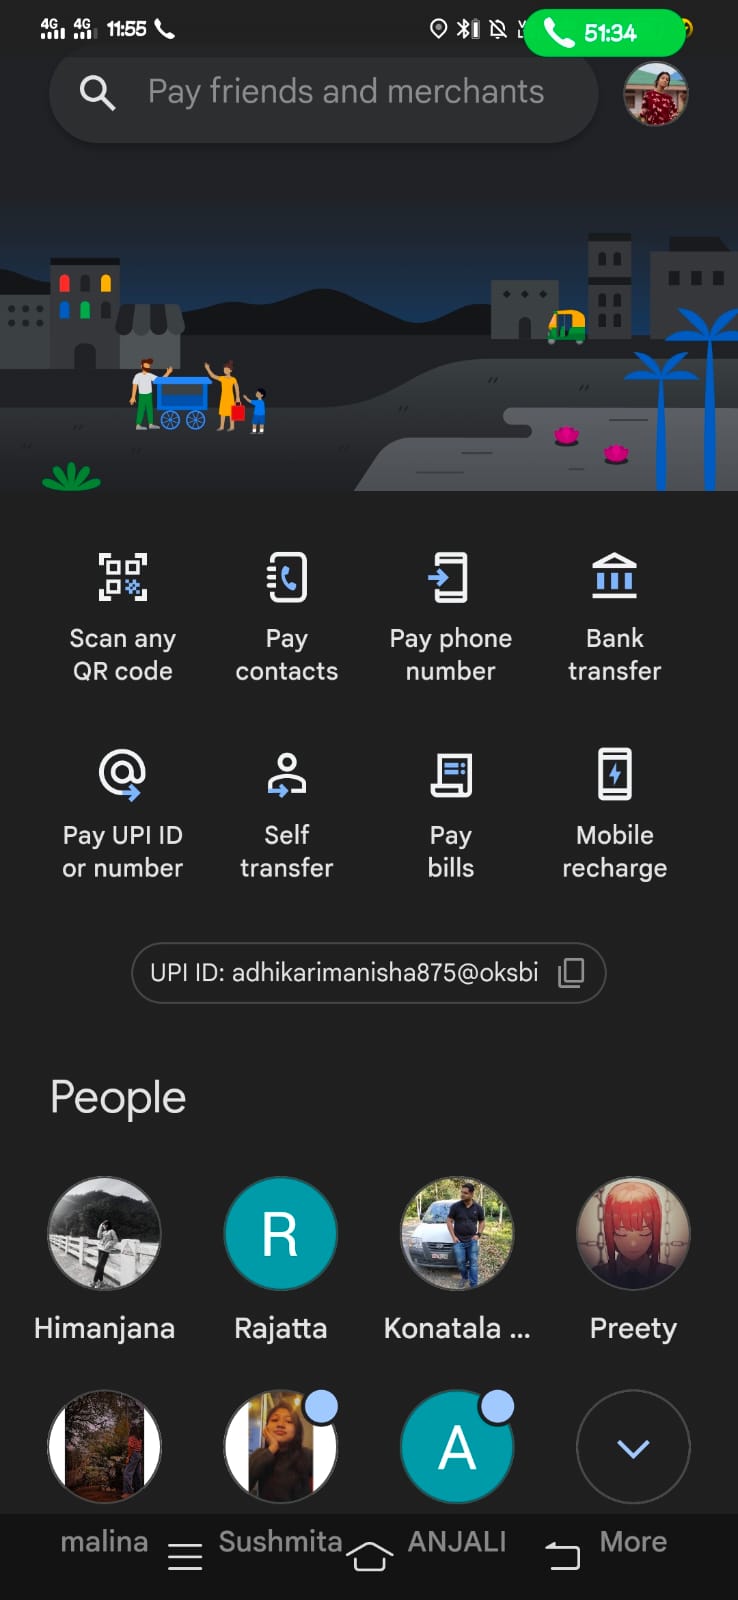 4G 4G 11:55 51:34
Pay friends and merchants
Scan any
QR code
Pay
contacts
Pay phone
number
Bank
transfer
Pay UPI ID
or number
Self
transfer
Pay
bills
Mobile
recharge
UPI ID: adhikarimanisha875@oksbi
People
Himanjana
R
Rajatta
Konatala ...
Preety
A
malina
Sushmita
ANJALI
More